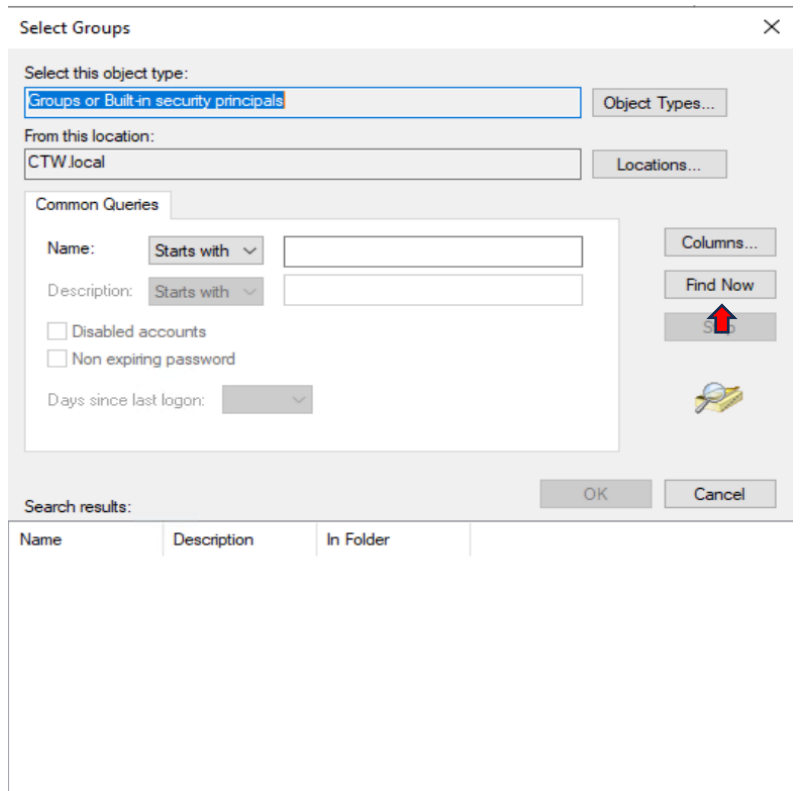 Select Groups
Select this object type:
Groups or Built-in security principals
Object Types...
From this location:
CTW.local
Locations...
Common Queries
Name:
Starts with
Columns...
Description:
Starts with
Find Now
Disabled accounts
Non expiring password
Days since last logon:
OK
Cancel
Search results:
Name
Description
In Folder